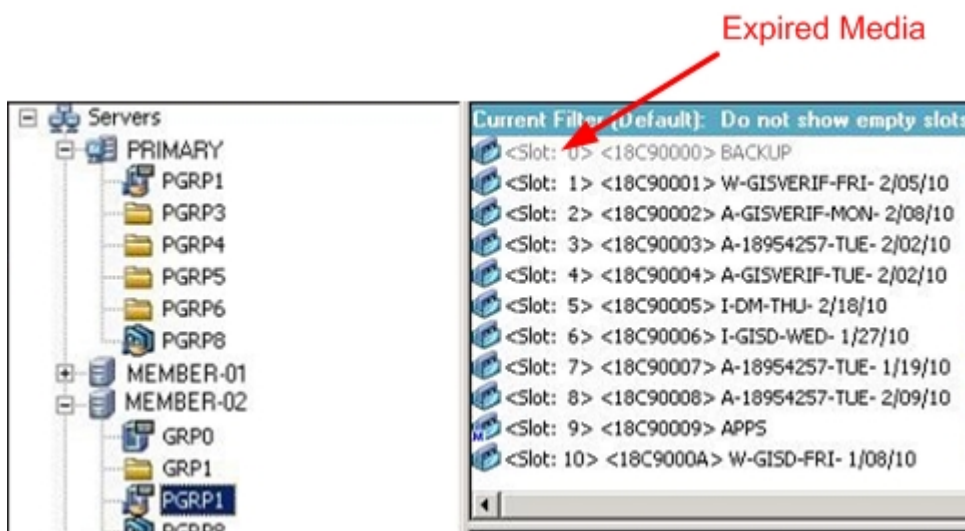 Expired Media
Servers
PRIMARY
PGRP1
PGRP3
PGRP4
PGRP5
PGRP6
PGRP8
MEMBER-01
MEMBER-02
GRP0
GRP1
PGRP1
PGRP8
Current Filter (Default): Do not show empty slots
<Slot: 0> <18C90000> BACKUP
<Slot: 1> <18C90001> W-GISVERIF-FRI- 2/05/10
<Slot: 2> <18C90002> A-GISVERIF-MON- 2/08/10
<Slot: 3> <18C90003> A-18954257-TUE- 2/02/10
<Slot: 4> <18C90004> A-GISVERIF-TUE- 2/02/10
<Slot: 5> <18C90005> I-DM-THU- 2/18/10
<Slot: 6> <18C90006> I-GISD-WED- 1/27/10
<Slot: 7> <18C90007> A-18954257-TUE- 1/19/10
<Slot: 8> <18C90008> A-18954257-TUE- 2/09/10
M
<Slot: 9> <18C90009> APPS
<Slot: 10> <18C9000A> W-GISD-FRI- 1/08/10